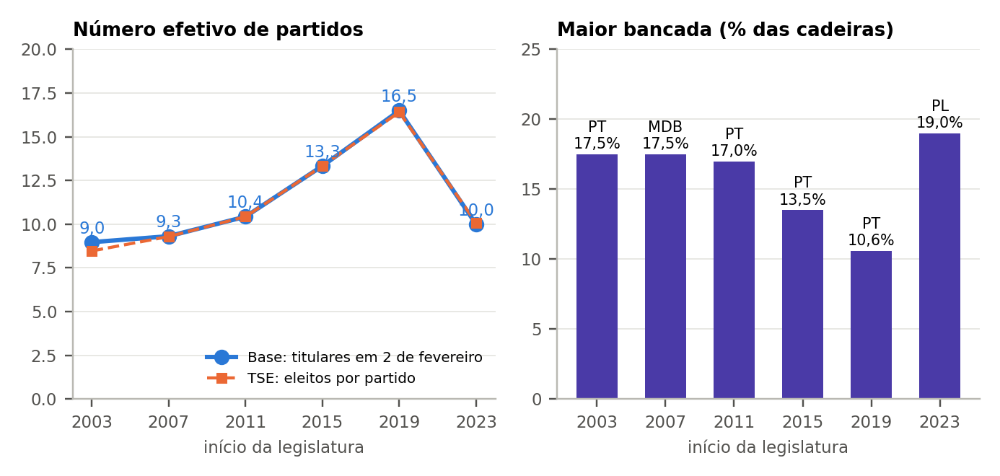 Número efetivo de partidos
20.0
17.5
15.0
12.5
10.0
7.5
5.0
2.5
0.0
9,0
9,3
10,4
13,3
16,5
10,0
Base: titulares em 2 de fevereiro
TSE: eleitos por partido
2003 2007 2011 2015 2019 2023
início da legislatura
Maior bancada (% das cadeiras)
25
20
15
10
5
0
PT
17,5%
MDB
17,5%
PT
17,0%
PT
13,5%
PT
10,6%
PL
19,0%
2003 2007 2011 2015 2019 2023
início da legislatura